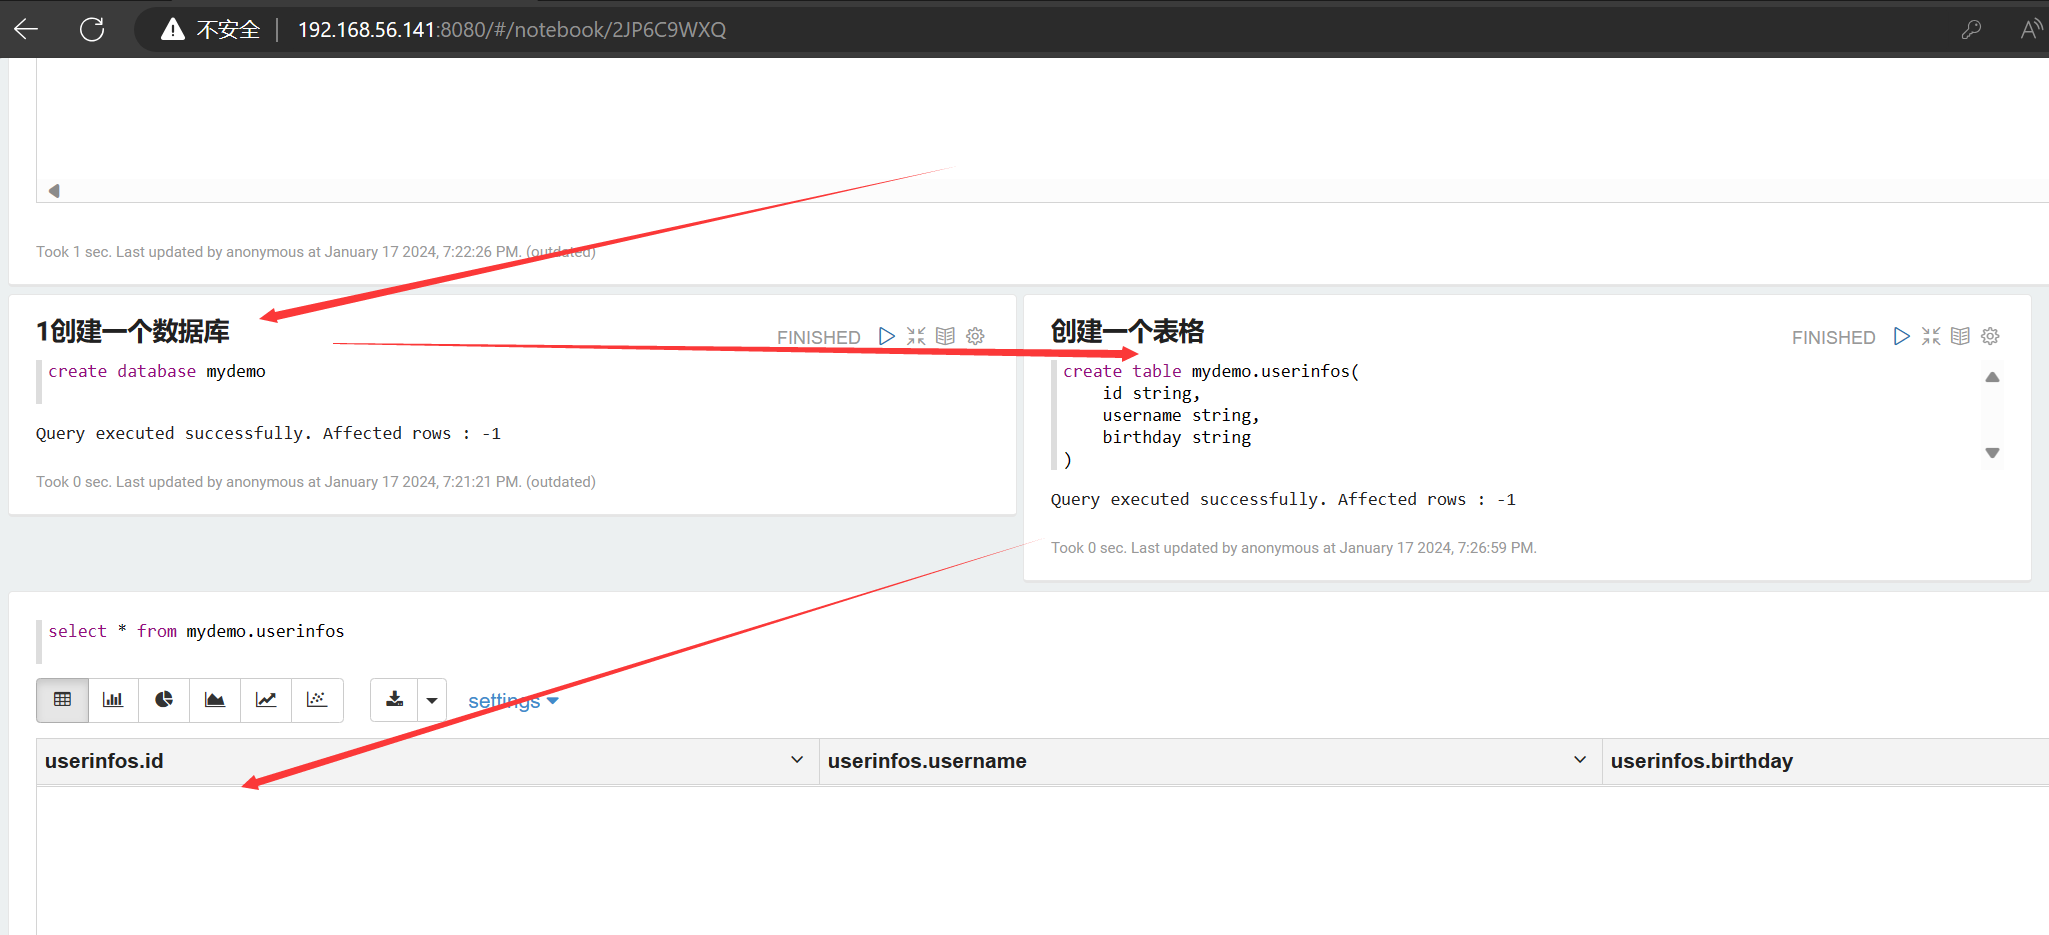 不安全 192.168.56.141:8080/#/notebook/2JP6C9WXQ
Took 1 sec. Last updated by anonymous at January 17 2024, 7:22:26 PM. (outdated)
1创建一个数据库
FINISHED
create database mydemo
Query executed successfully. Affected rows : -1
Took 0 sec. Last updated by anonymous at January 17 2024, 7:21:21 PM. (outdated)
创建一个表格
FINISHED
create table mydemo.userinfos(
id string,
username string,
birthday string
)
Query executed successfully. Affected rows : -1
Took 0 sec. Last updated by anonymous at January 17 2024, 7:26:59 PM.
select * from mydemo.userinfos
settings
userinfos.id userinfos.username userinfos.birthday